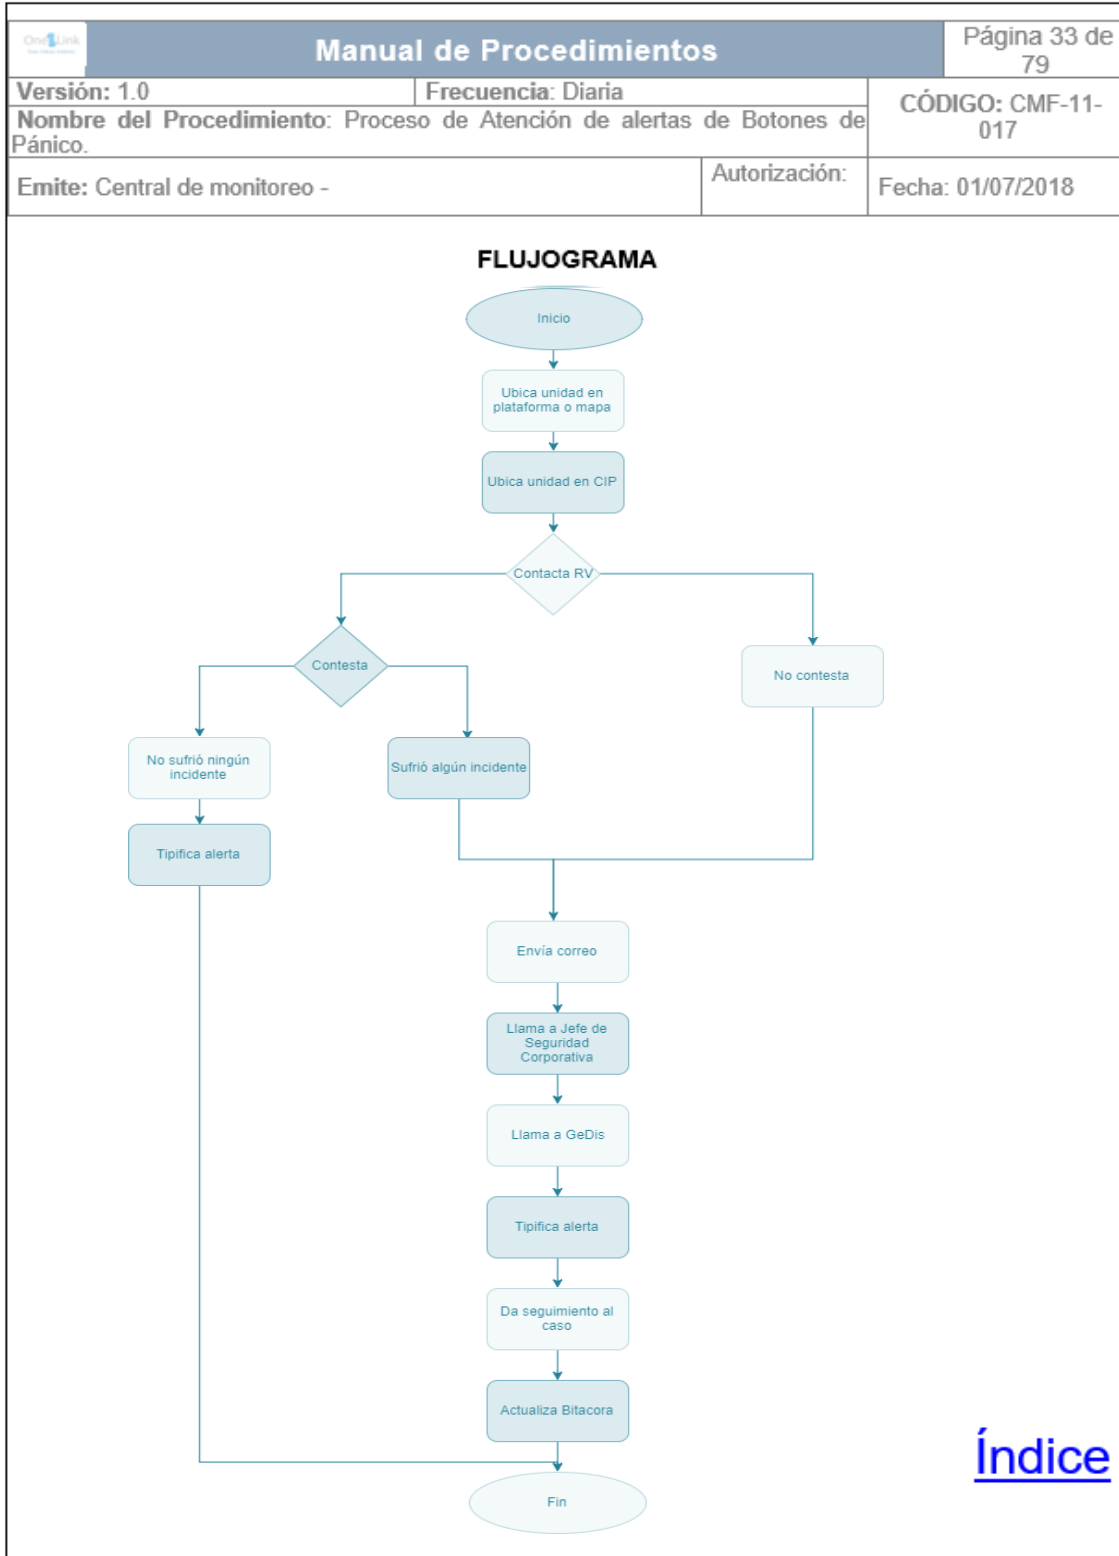 One2Link
Manual de Procedimientos
Página 33 de
79
Versión: 1.0
Frecuencia: Diaria
CÓDIGO: CMF-11-
017
Nombre del Procedimiento: Proceso de Atención de alertas de Botones de
Pánico.
Emite: Central de monitoreo -
Autorización:
Fecha: 01/07/2018
FLUJOGRAMA
Inicio
Ubica unidad en
plataforma o mapa
Ubica unidad en CIP
Contacta RV
Contesta
No contesta
No sufrió ningún
incidente
Sufrió algún incidente
Tipifica alerta
Envía correo
Llama a Jefe de
Seguridad
Corporativa
Llama a GeDis
Tipifica alerta
Da seguimiento al
caso
Actualiza Bitacora
Índice
Fin